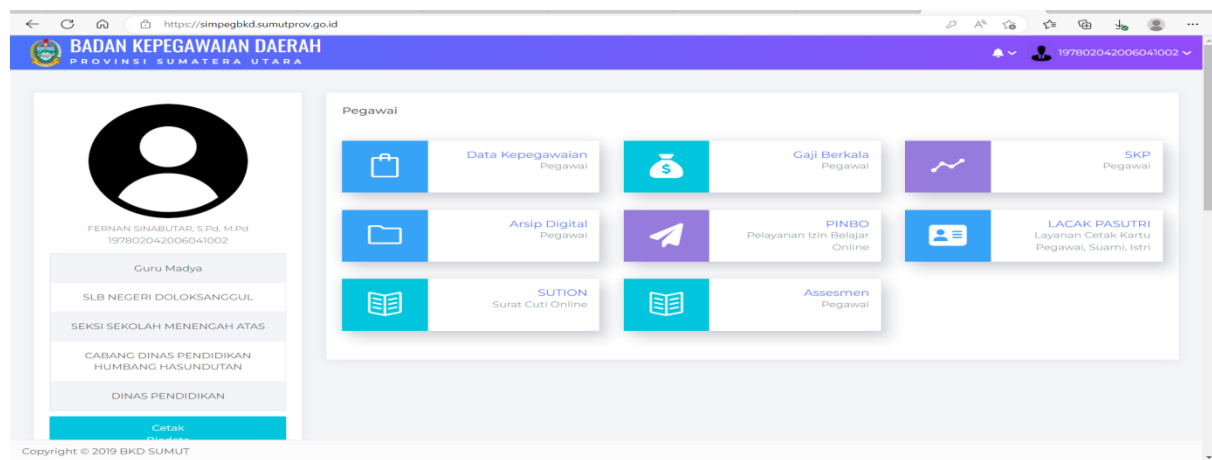 https://simpegbkd.sumutprov.go.id
BADAN KEPEGAWAIAN DAERAH
PROVINSI SUMATERA UTARA
197802042006041002
FERNAN SINABUTAR, S.Pd, M.Pd
197802042006041002
Guru Madya
SLB NEGERI DOLOKSANGGUL
SEKSI SEKOLAH MENENGAH ATAS
CABANG DINAS PENDIDIKAN
HUMBANG HASUNDUTAN
DINAS PENDIDIKAN
Cetak
Biodata
Pegawai
Data Kepegawaian
Pegawai
Gaji Berkala
Pegawai
SKP
Pegawai
Arsip Digital
Pegawai
PINBO
Pelayanan Izin Belajar
Online
LACAK PASUTRI
Layanan Cetak Kartu
Pegawai, Suami, Istri
SUTION
Surat Cuti Online
Assesmen
Pegawai
Copyright © 2019 BKD SUMUT